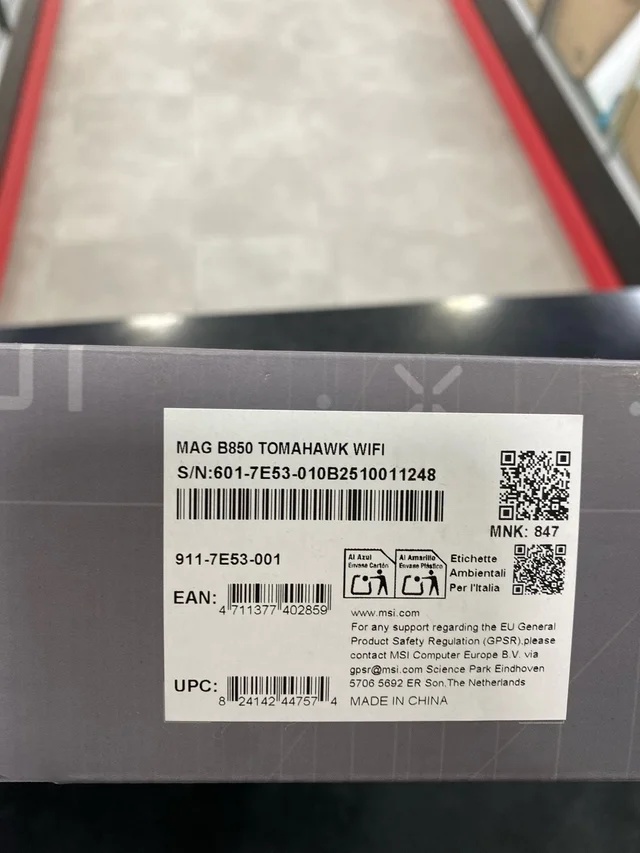 MAG B850 TOMAHAWK WIFI
S/N:601-7E53-010B2510011248
MNK: 847
911-7E53-001
Al Azul
Envase Cartón
Al Amarillo
Envase Plástico
Etichette
Ambientali
Per l'Italia
EAN:
4 711377 402859
www.msi.com
For any support regarding the EU General
Product Safety Regulation (GPSR),please
contact MSI Computer Europe B.V. via
gpsr@msi.com Science Park Eindhoven
5706 5692 ER Son,The Netherlands
UPC:
8 24142 44757 4
MADE IN CHINA